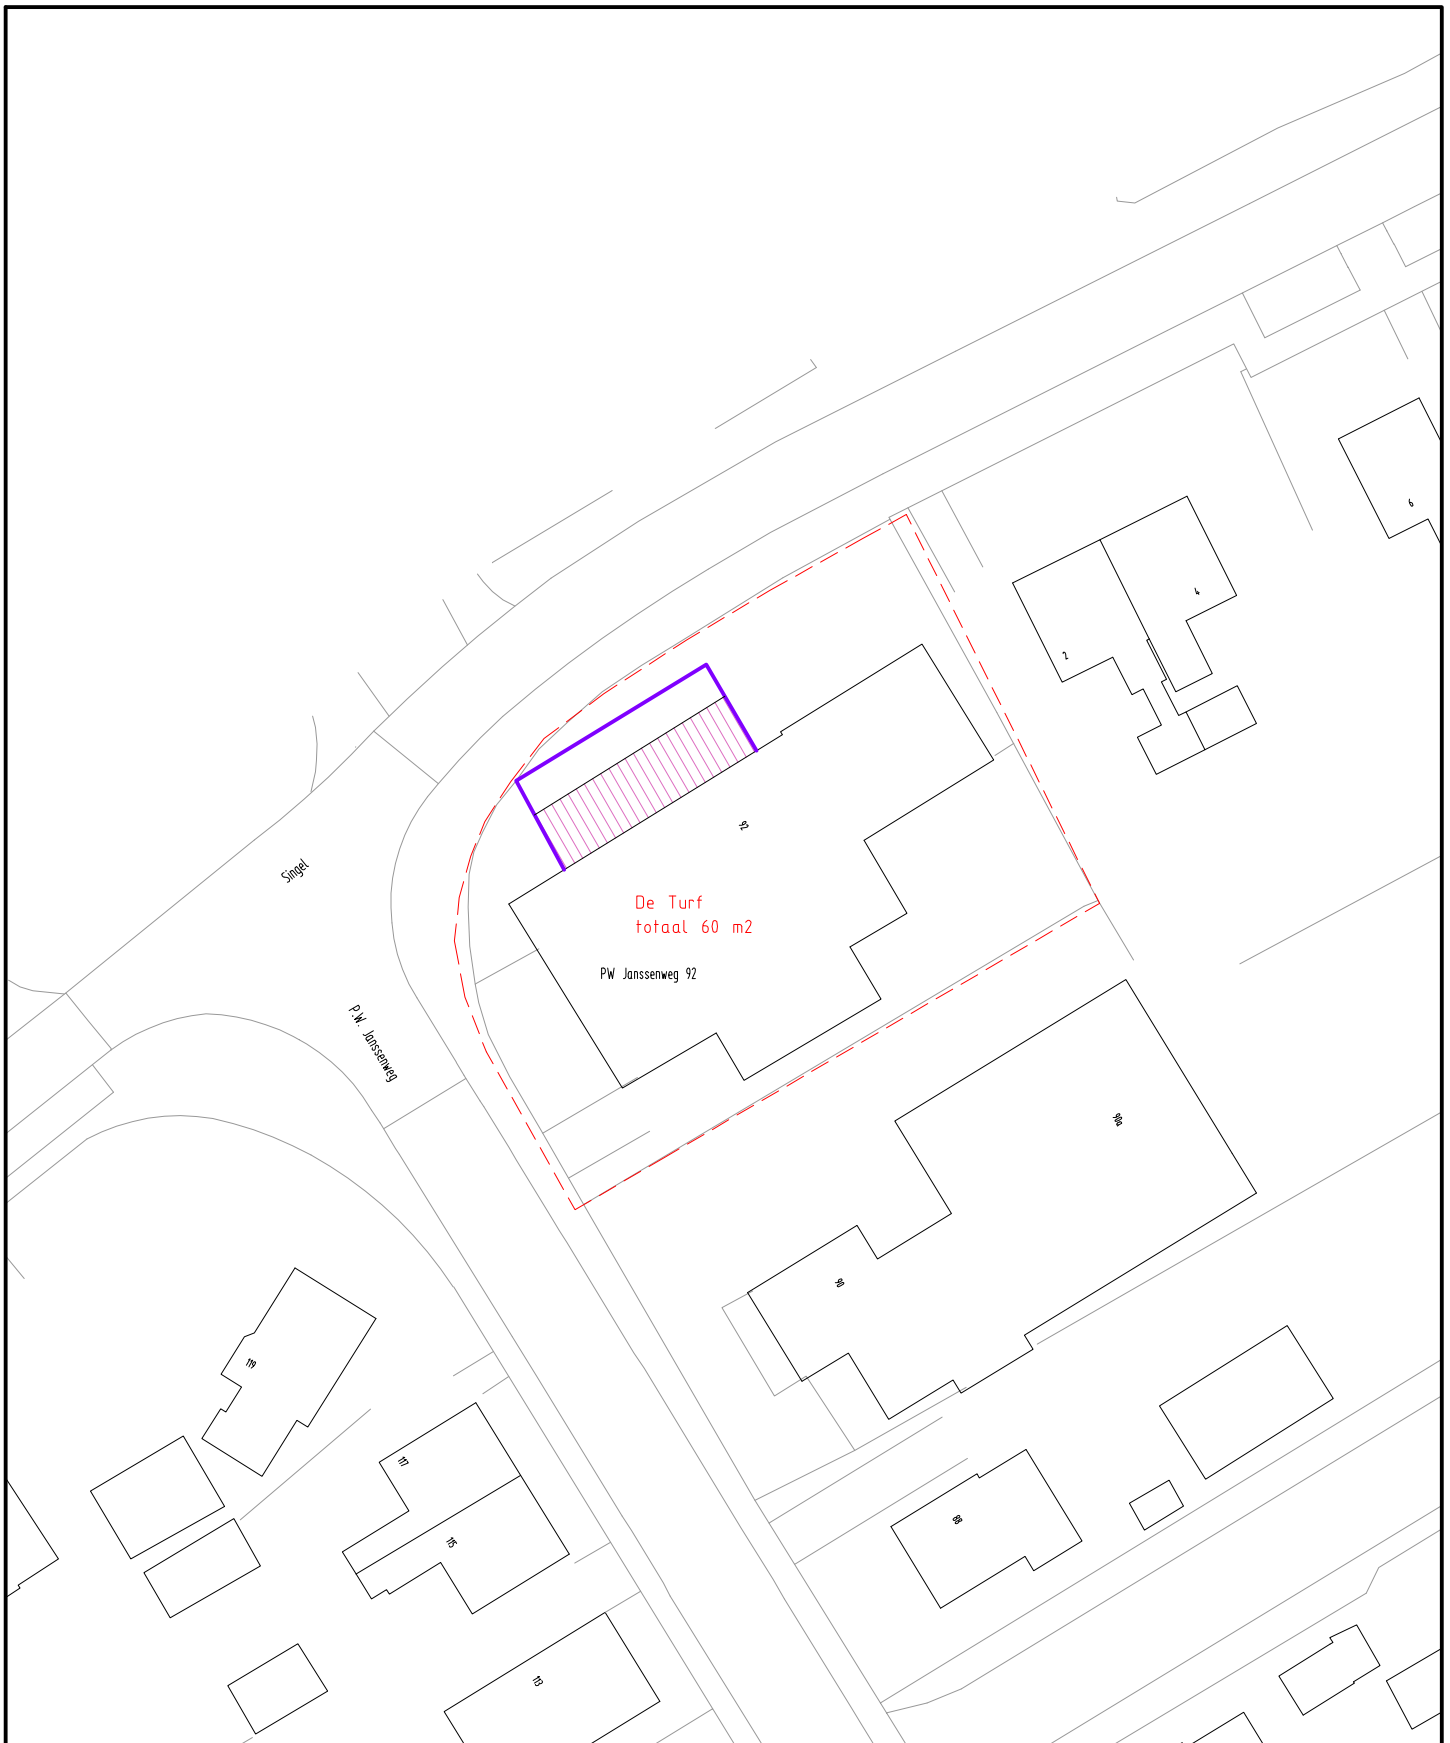 6
4
2
92
Singel
De Turf
totaal 60 m2
PW Janssenweg 92
P.W. Janssenweg
90a
90
119
117
115
88
113